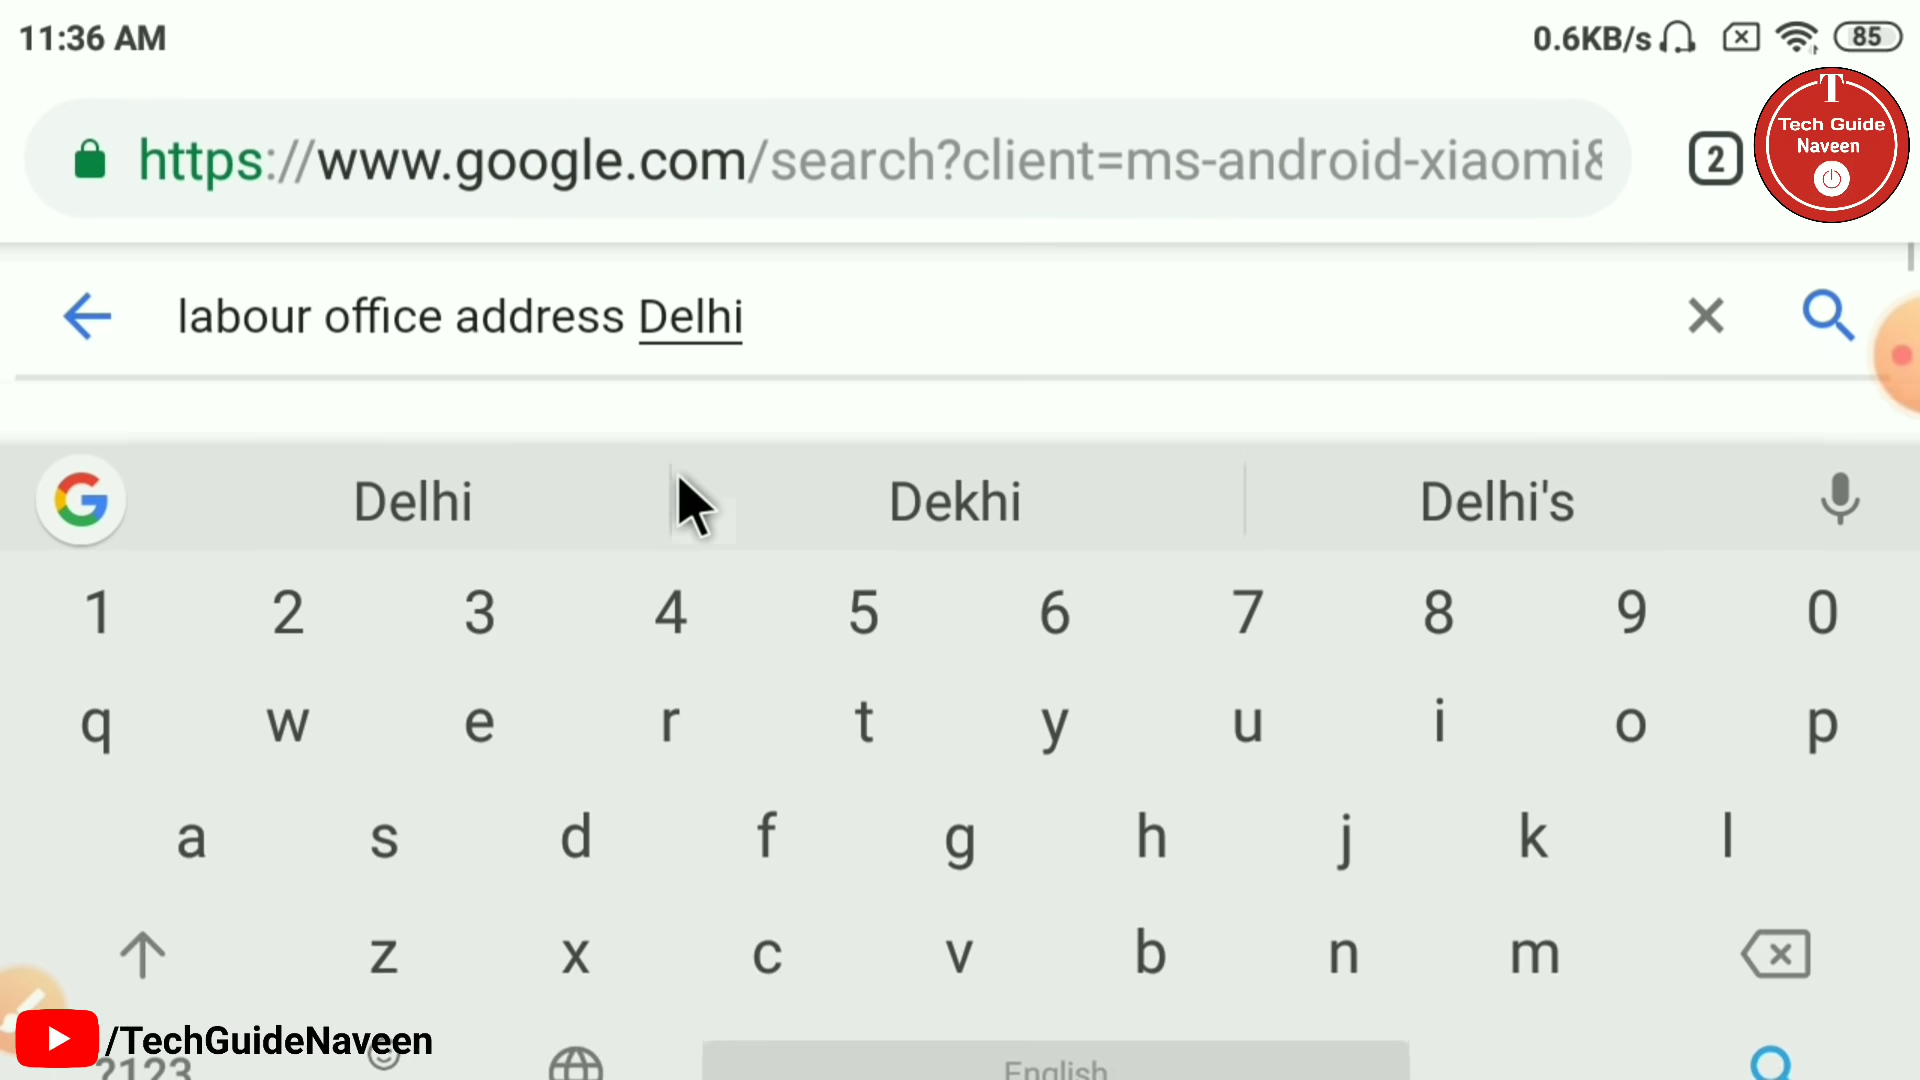 11:36 AM
0.6KB/s
85
https://www.google.com/search?client=ms-android-xiaomi&
2
T
Tech Guide
Naveen
labour office address Delhi
Delhi
Dekhi
Delhi's
1 2 3 4 5 6 7 8 9 0
q w e r t y u i o p
a s d f g h j k l
z x c v b n m
/TechGuideNaveen
?123
English